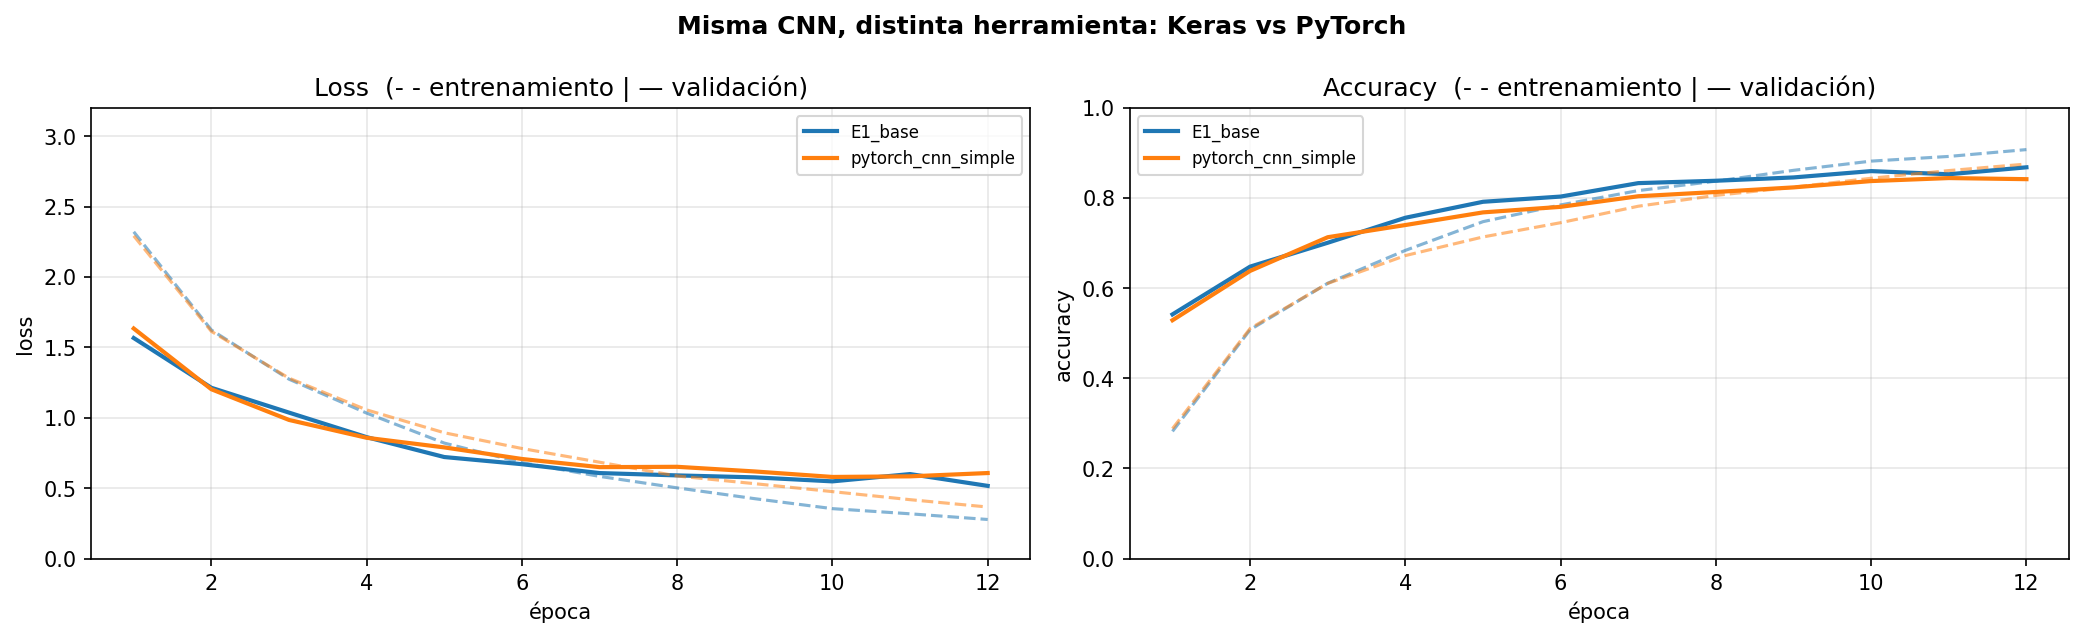 Misma CNN, distinta herramienta: Keras vs PyTorch
Loss  (- - entrenamiento | — validación)
3.0
2.5
2.0
1.5
1.0
0.5
0.0
loss
E1_base
pytorch_cnn_simple
2 4 6 8 10 12
época
Accuracy  (- - entrenamiento | — validación)
1.0
0.8
0.6
0.4
0.2
0.0
accuracy
E1_base
pytorch_cnn_simple
2 4 6 8 10 12
época